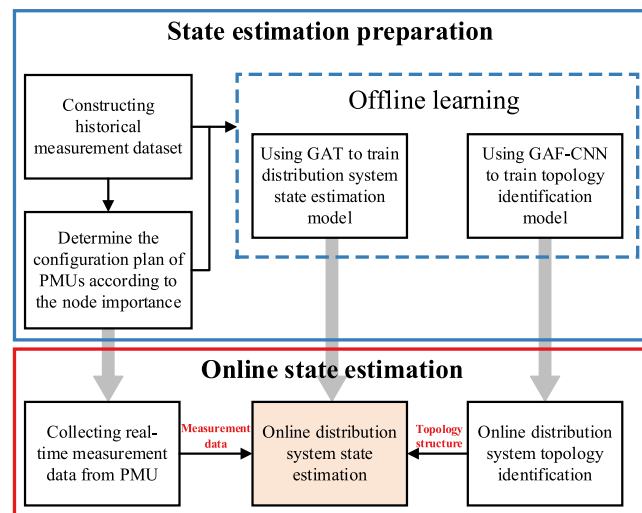 State estimation preparation
Constructing
historical
measurement dataset
Offline learning
Using GAT to train
distribution system
state estimation
model
Using GAF-CNN
to train topology
identification
model
Determine the
configuration plan of
PMUs according to
the node importance
Online state estimation
Collecting real-
time measurement
data from PMU
Measurement
data
Online distribution
system state
estimation
Topology
structure
Online distribution
system topology
identification